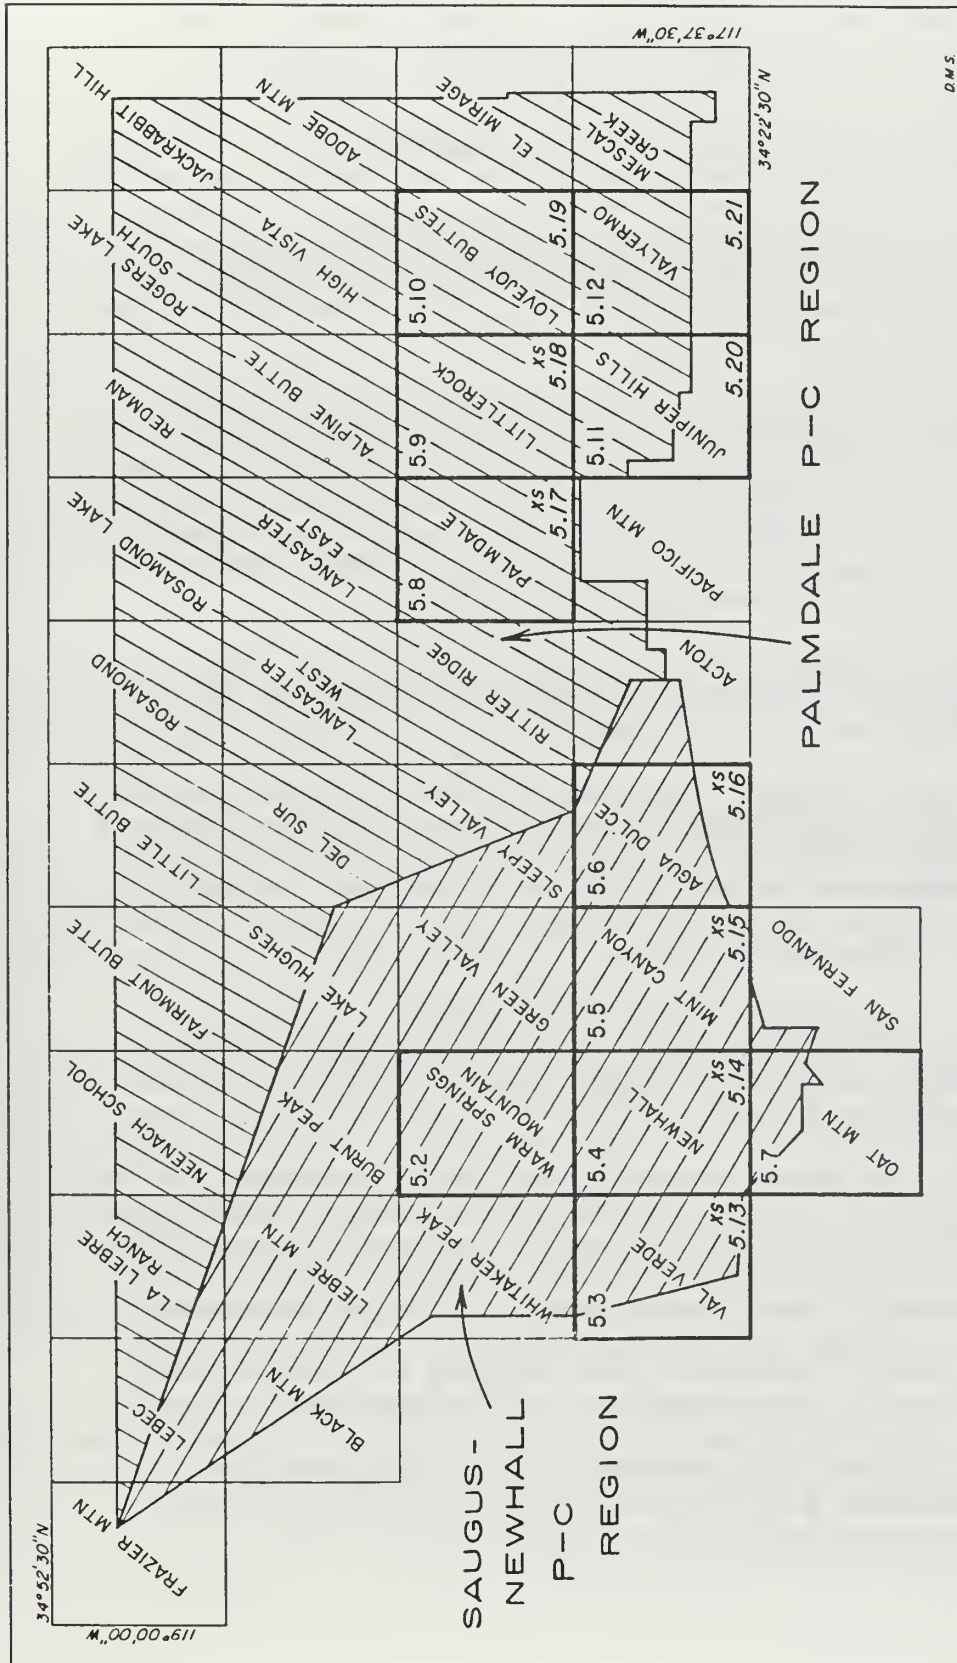 34°52'30"N
119°00'00"W
FRAZIER MTN
LEBEC
LA LIEBRE
RANCH
NEENACH SCHOOL
FAIRMONT BUTTE
LITTLE BUTTE
ROSAMOND
ROSAMOND LAKE
REDMAN
ROGERS LAKE
SOUTH
JACKRABBIT
HILL
117°37'30"W
BLACK MTN
LIEBRE MTN
BURNT PEAK
LAKE HUGHES
DEL SUR
LANCASTER
WEST
LANCASTER
EAST
ALPINE BUTTE
HIGH VISTA
ADOBE MTN
WHITAKER PEAK
5.2
WARM
SPRINGS
MOUNTAIN
GREEN VALLEY
SLEEPY VALLEY
RITTER RIDGE
5.8
PALMDALE
XS
5.17
5.9
LITTLEROCK
XS
5.18
5.10
LOVEJOY BUTTES
5.19
EL MIRAGE
5.3
VAL VERDE
XS
5.13
5.4
NEWHALL
XS
5.14
5.5
MINT CANYON
XS
5.15
5.6
AGUA DULCE
XS
5.16
ACTON
PACIFICO MTN
5.11
JUNIPER HILLS
5.20
5.12
VALYERMO
5.21
MESCAL
CREEK
34°22'30"N
5.7
OAT MTN
SAN FERNANDO
SAUGUS-
NEWHALL
P-C
REGION
PALMDALE P-C REGION
D.M.S.